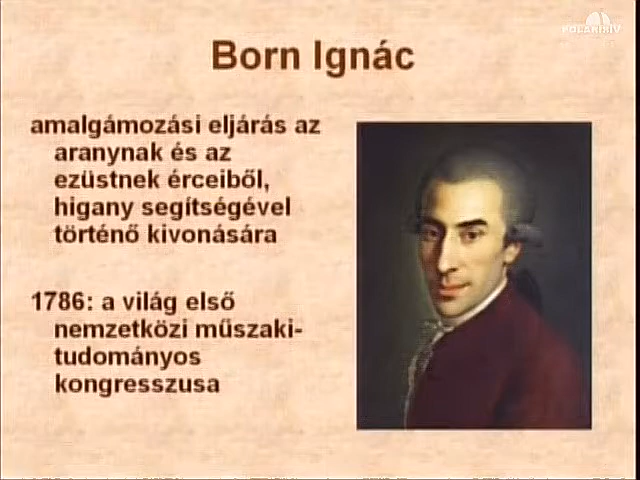 POLARIXTV
Born Ignác
amalgámozási eljárás az
aranynak és az
ezüstnek érceiből,
higany segítségével
történő kivonására
1786: a világ első
nemzetközi műszaki-
tudományos
kongresszusa